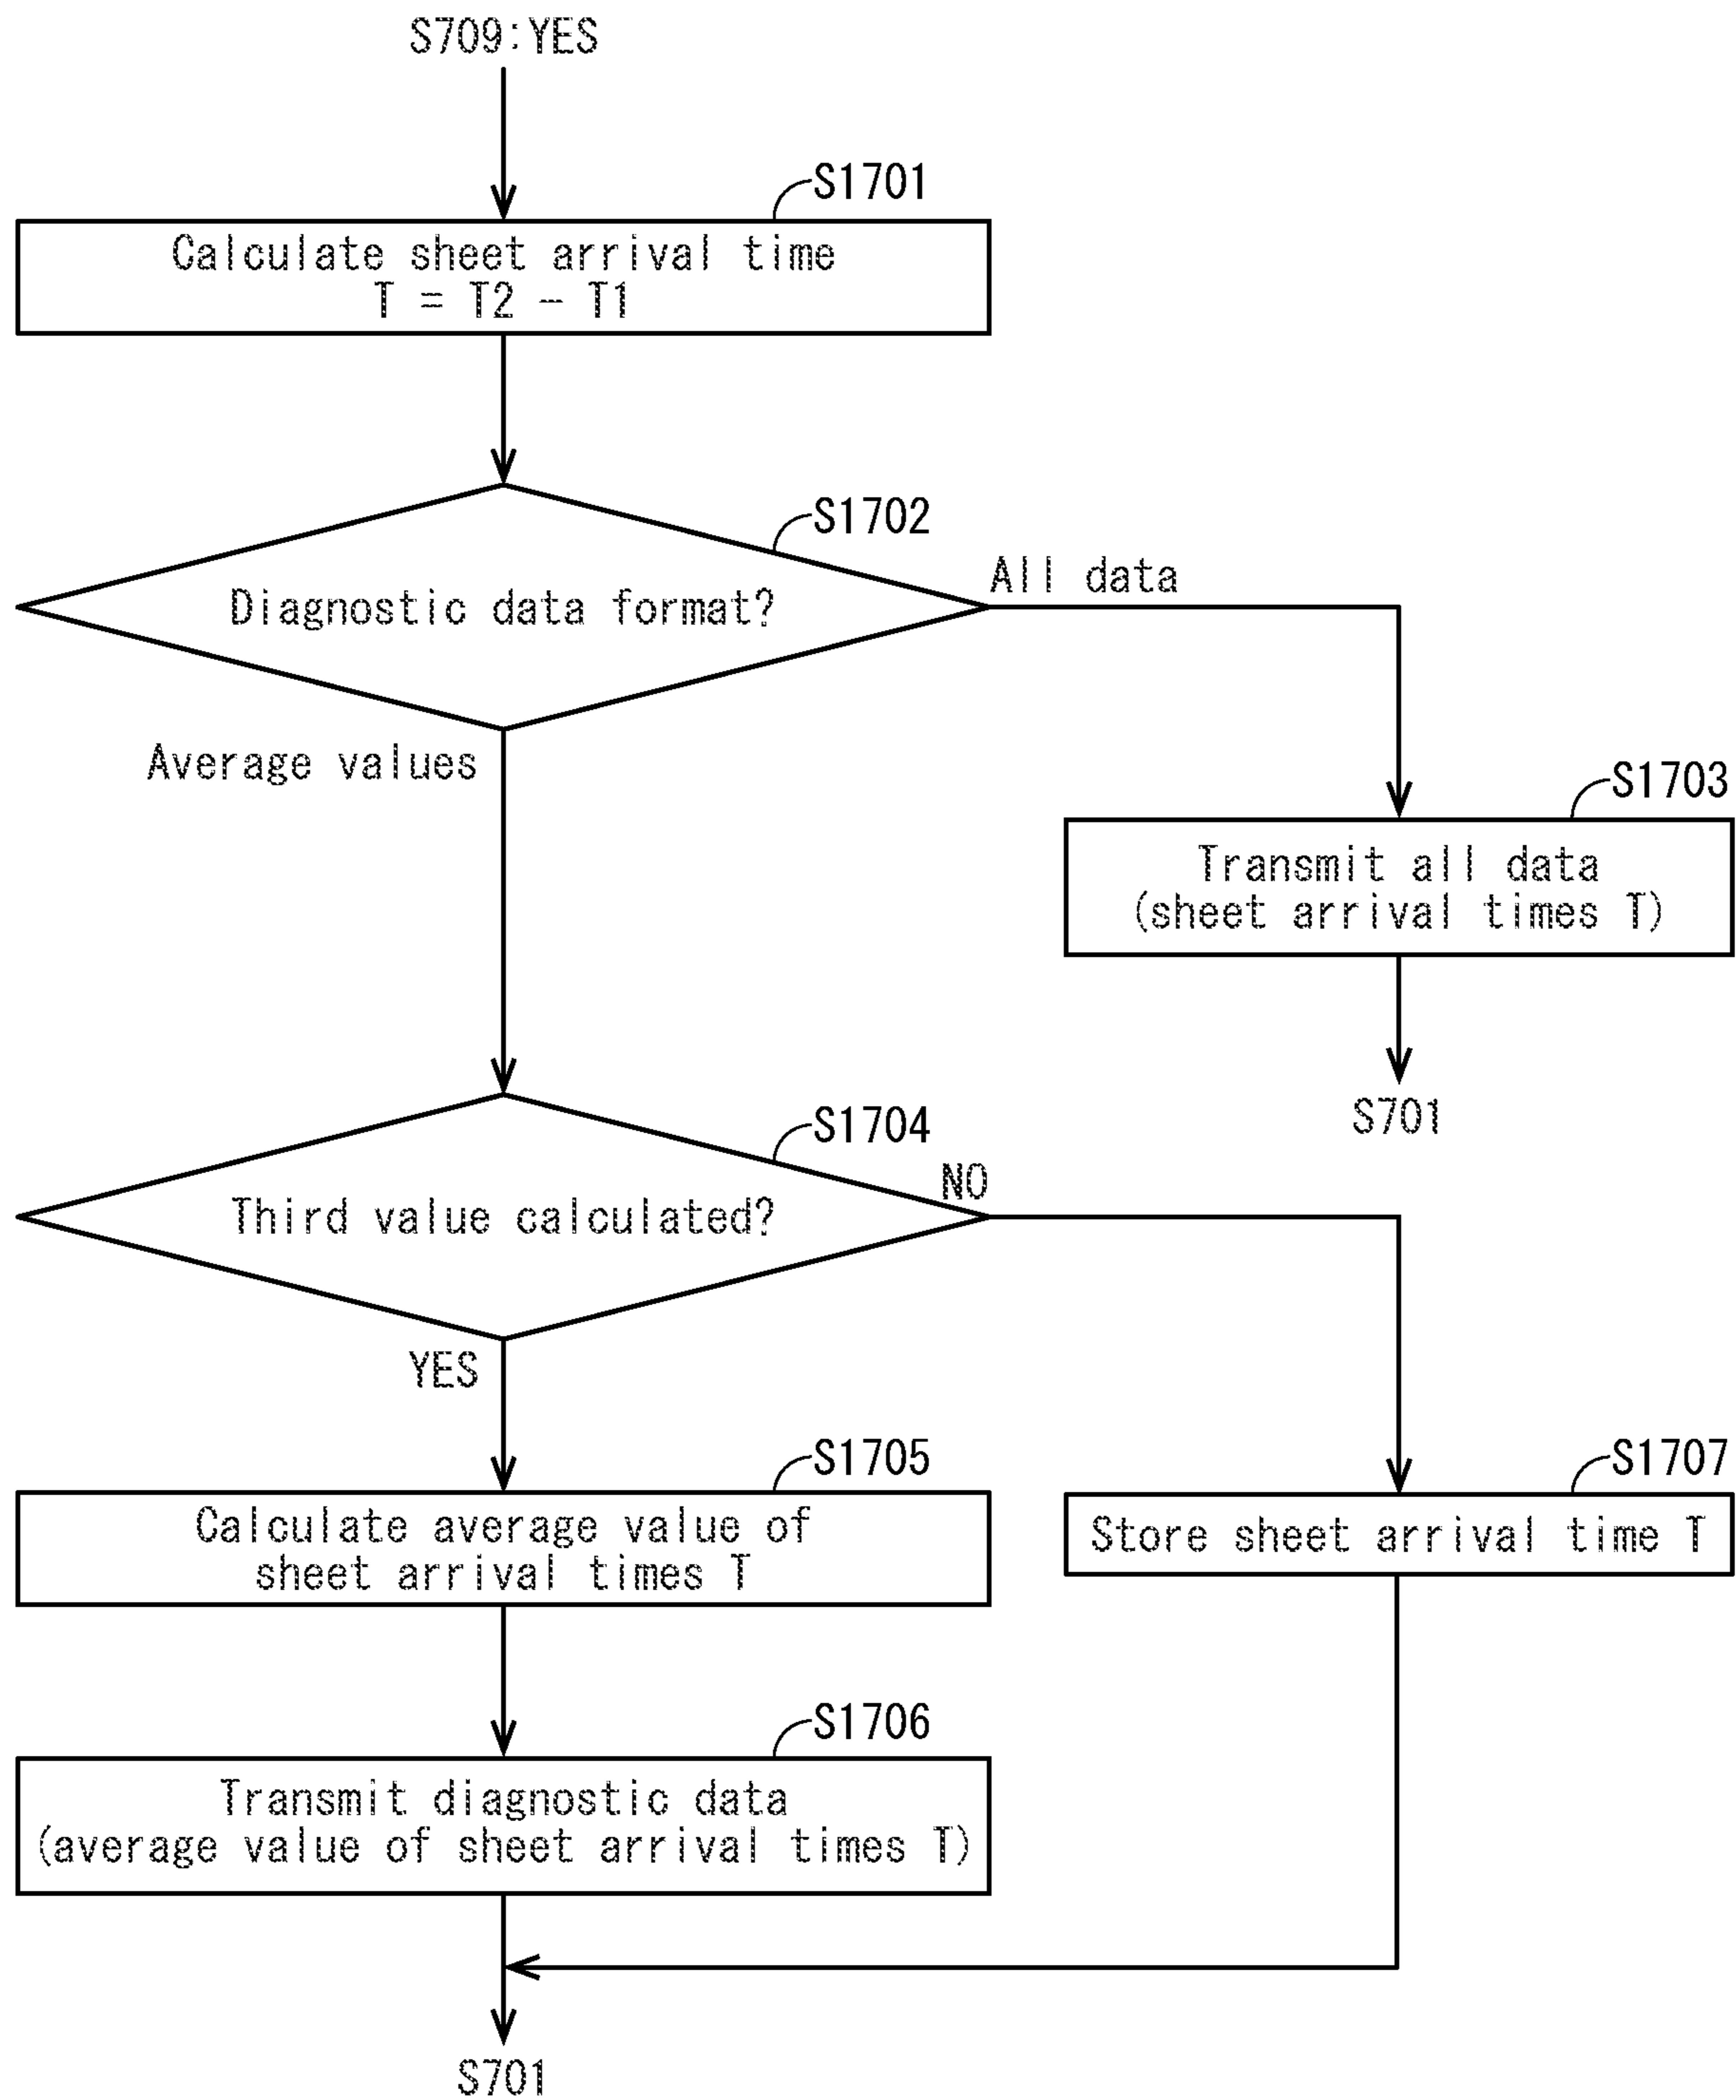 S709:YES
S1701
Calculate sheet arrival time
T = T2 − T1
S1702
Diagnostic data format?
All data
Average values
S1703
Transmit all data
(sheet arrival times T)
S701
S1704
Third value calculated?
NO
YES
S1705
Calculate average value of
sheet arrival times T
S1707
Store sheet arrival time T
S1706
Transmit diagnostic data
(average value of sheet arrival times T)
S701